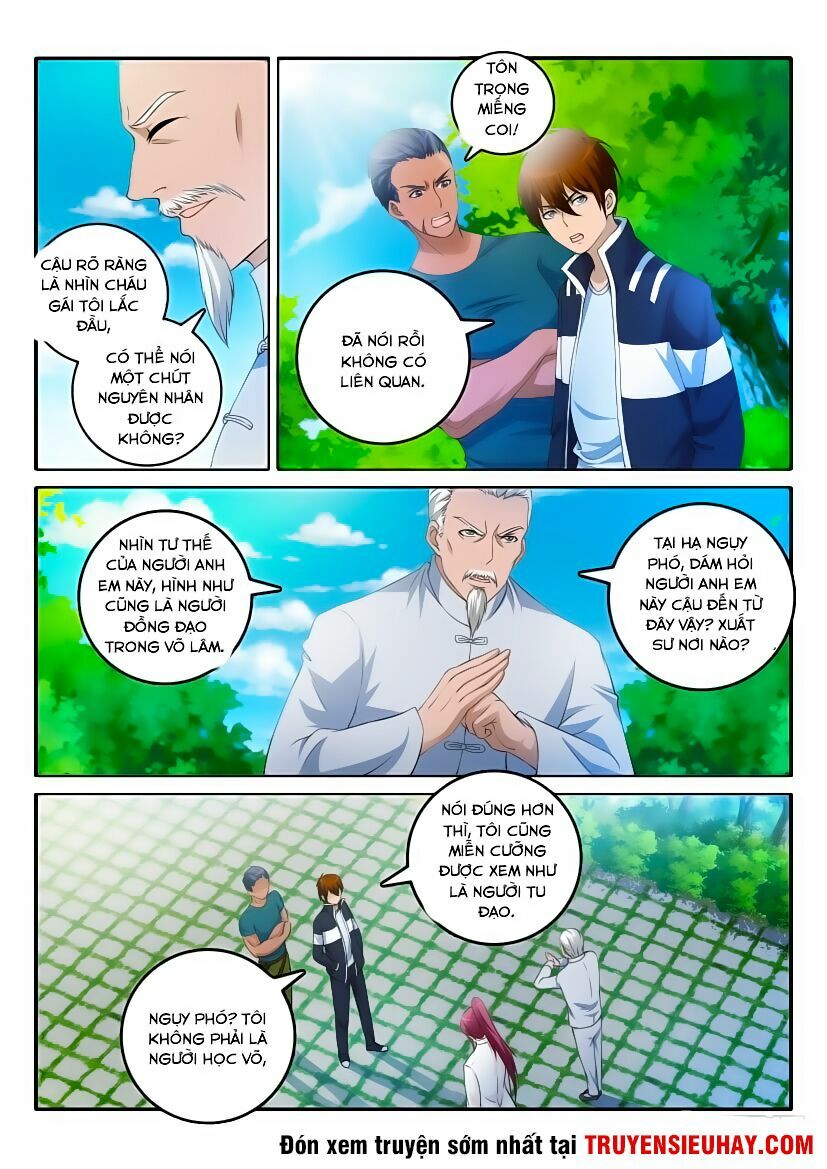 CẬU RÕ RÀNG
LÀ NHÌN CHÁU
GÁI TÔI LẮC
ĐẦU,
CÓ THỂ NÓI
MỘT CHÚT
NGUYÊN NHÂN
ĐƯỢC
KHÔNG?
TÔN
TRỌNG
MIẾNG
COI!
ĐÃ NÓI RỒI
KHÔNG CÓ
LIÊN QUAN.
NHÌN TƯ THẾ
CỦA NGƯỜI ANH
EM NÀY, HÌNH NHƯ
CŨNG LÀ NGƯỜI
ĐỒNG ĐẠO
TRONG VÕ LÂM.
TẠI HẠ NGỤY
PHÓ, DÁM HỎI
NGƯỜI ANH EM
NÀY CẬU ĐẾN TỪ
ĐÂY VẬY? XUẤT
SƯ NƠI NÀO?
NGỤY PHÓ? TÔI
KHÔNG PHẢI LÀ
NGƯỜI HỌC VÕ,
NÓI ĐÚNG HƠN
THÌ, TÔI CŨNG
MIỄN CƯỠNG
ĐƯỢC XEM NHƯ
LÀ NGƯỜI TU
ĐẠO.
Đón xem truyện sớm nhất tại TRUYENSIEUHAY.COM